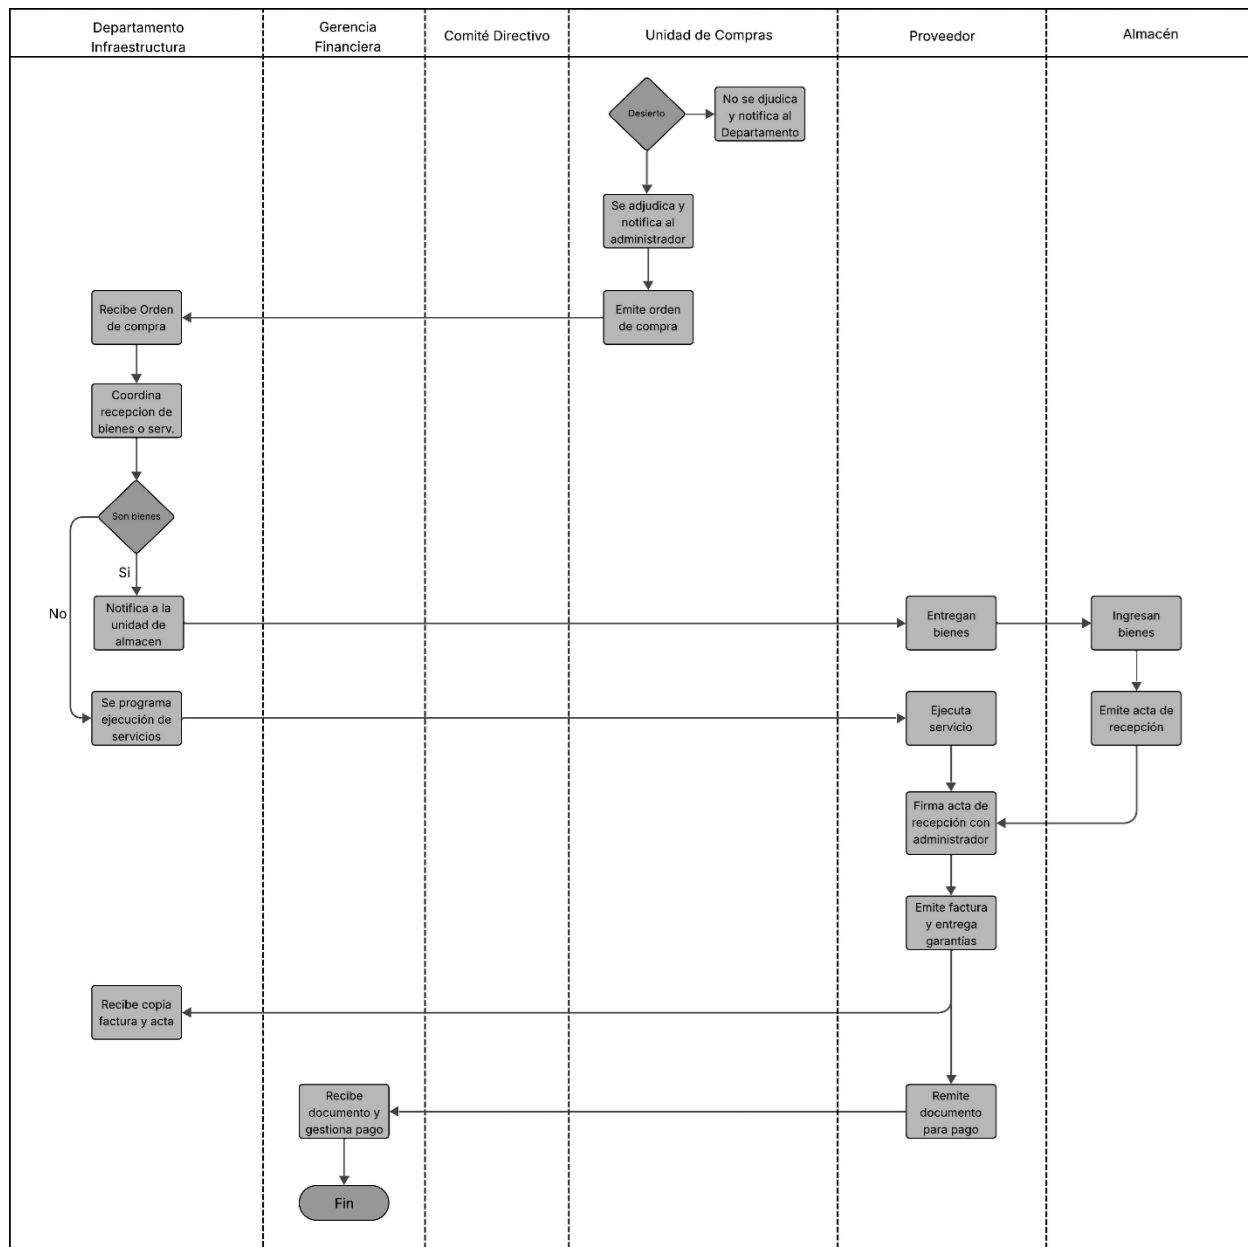 Departamento
Infraestructura
Gerencia
Financiera
Comité Directivo
Unidad de Compras
Proveedor
Almacén
Desierto
No se djudica
y notifica al
Departamento
Se adjudica y
notifica al
administrador
Recibe Orden
de compra
Emite orden
de compra
Coordina
recepcion de
bienes o serv.
Son bienes
Si
No
Notifica a la
unidad de
almacen
Entregan
bienes
Ingresan
bienes
Se programa
ejecución de
servicios
Ejecuta
servicio
Emite acta de
recepción
Firma acta de
recepción con
administrador
Emite factura
y entrega
garantías
Recibe copia
factura y acta
Recibe
documento y
gestiona pago
Remite
documento
para pago
Fin